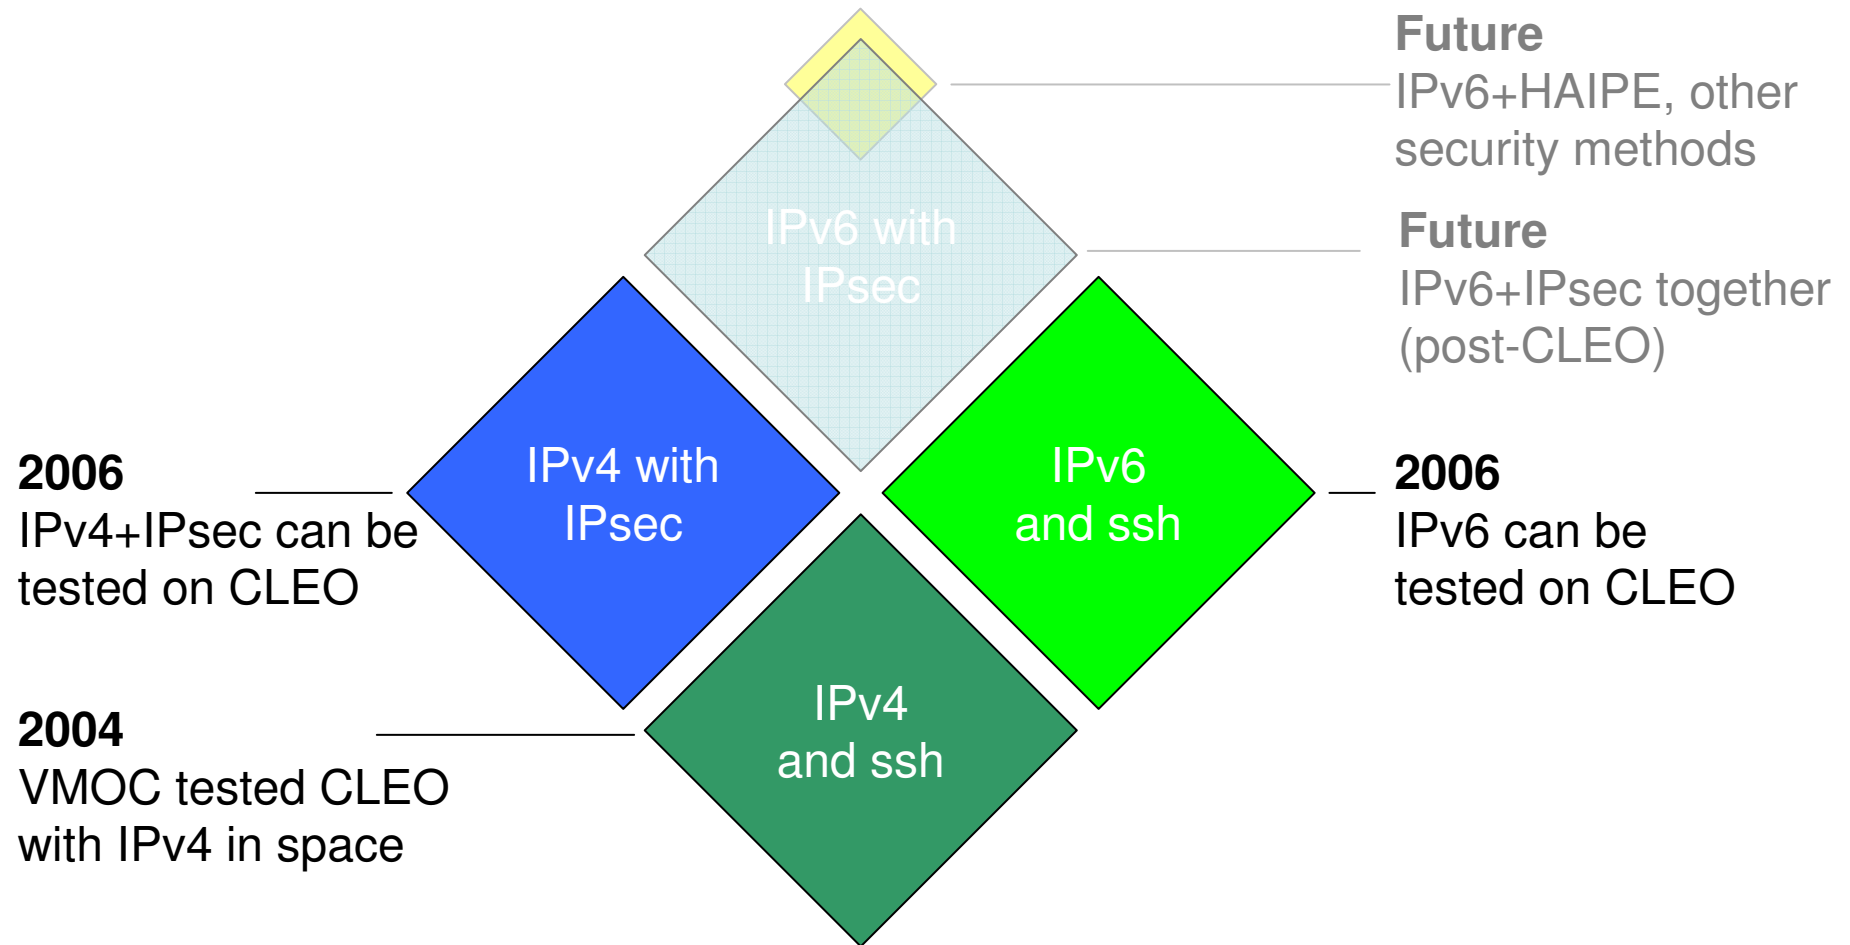 Future
IPv6+HAIPE, other
security methods
Future
IPv6+IPsec together
(post-CLEO)
IPv6 with
IPsec
2006
IPv4+IPsec can be
tested on CLEO
IPv4 with
IPsec
IPv6
and ssh
2006
IPv6 can be
tested on CLEO
2004
VMOC tested CLEO
with IPv4 in space
IPv4
and ssh